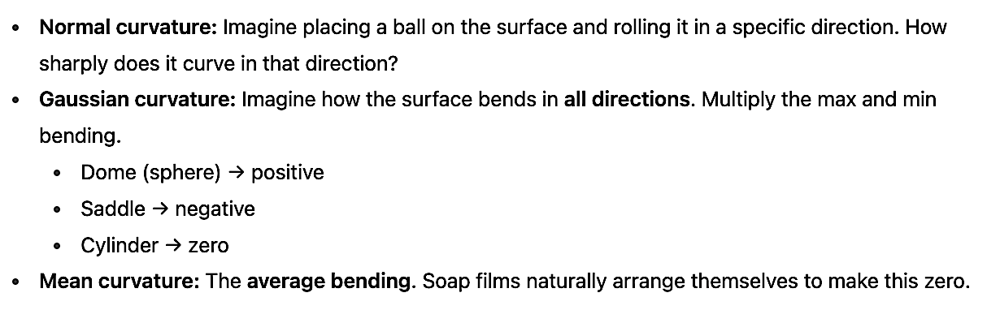 • Normal curvature: Imagine placing a ball on the surface and rolling it in a specific direction. How
sharply does it curve in that direction?
• Gaussian curvature: Imagine how the surface bends in all directions. Multiply the max and min
bending.
• Dome (sphere) → positive
• Saddle → negative
• Cylinder → zero
• Mean curvature: The average bending. Soap films naturally arrange themselves to make this zero.